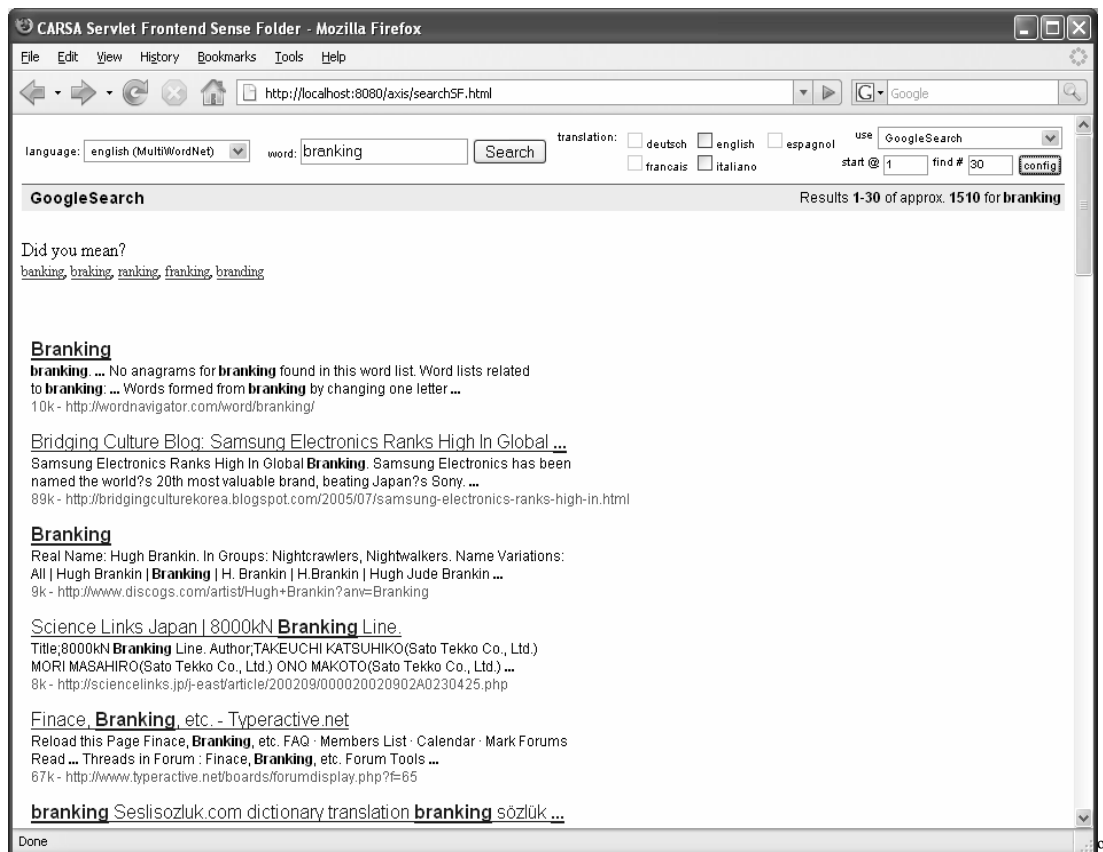 CARSA Servlet Frontend Sense Folder - Mozilla Firefox
File Edit View History Bookmarks Tools Help
http://localhost:8080/axis/searchSF.html
G Google
language: english (MultiWordNet) word: branking Search translation: deutsch english espagnol use GoogleSearch
francais italiano start @ 1 find # 30 config
GoogleSearch Results 1-30 of approx. 1510 for branking
Did you mean?
banking, braking, ranking, franking, branding
Branking
branking. ... No anagrams for branking found in this word list. Word lists related
to branking: ... Words formed from branking by changing one letter ...
10k - http://wordnavigator.com/word/branking/
Bridging Culture Blog: Samsung Electronics Ranks High In Global ...
Samsung Electronics Ranks High In Global Branking. Samsung Electronics has been
named the world?s 20th most valuable brand, beating Japan?s Sony. ...
89k - http://bridgingculturekorea.blogspot.com/2005/07/samsung-electronics-ranks-high-in.html
Branking
Real Name: Hugh Brankin. In Groups: Nightcrawlers, Nightwalkers. Name Variations:
All | Hugh Brankin | Branking | H. Brankin | H.Brankin | Hugh Jude Brankin ...
9k - http://www.discogs.com/artist/Hugh+Brankin?anv=Branking
Science Links Japan | 8000kN Branking Line.
Title;8000kN Branking Line. Author;TAKEUCHI KATSUHIKO(Sato Tekko Co., Ltd.)
MORI MASAHIRO(Sato Tekko Co., Ltd.) ONO MAKOTO(Sato Tekko Co., Ltd.) ...
8k - http://sciencelinks.jp/j-east/article/200209/000020020902A0230425.php
Finace, Branking, etc. - Typeractive.net
Reload this Page Finace, Branking, etc. FAQ · Members List · Calendar · Mark Forums
Read ... Threads in Forum : Finace, Branking, etc. Forum Tools ...
67k - http://www.typeractive.net/boards/forumdisplay.php?f=65
branking Seslisozluk.com dictionary translation branking sözlük ...
Done